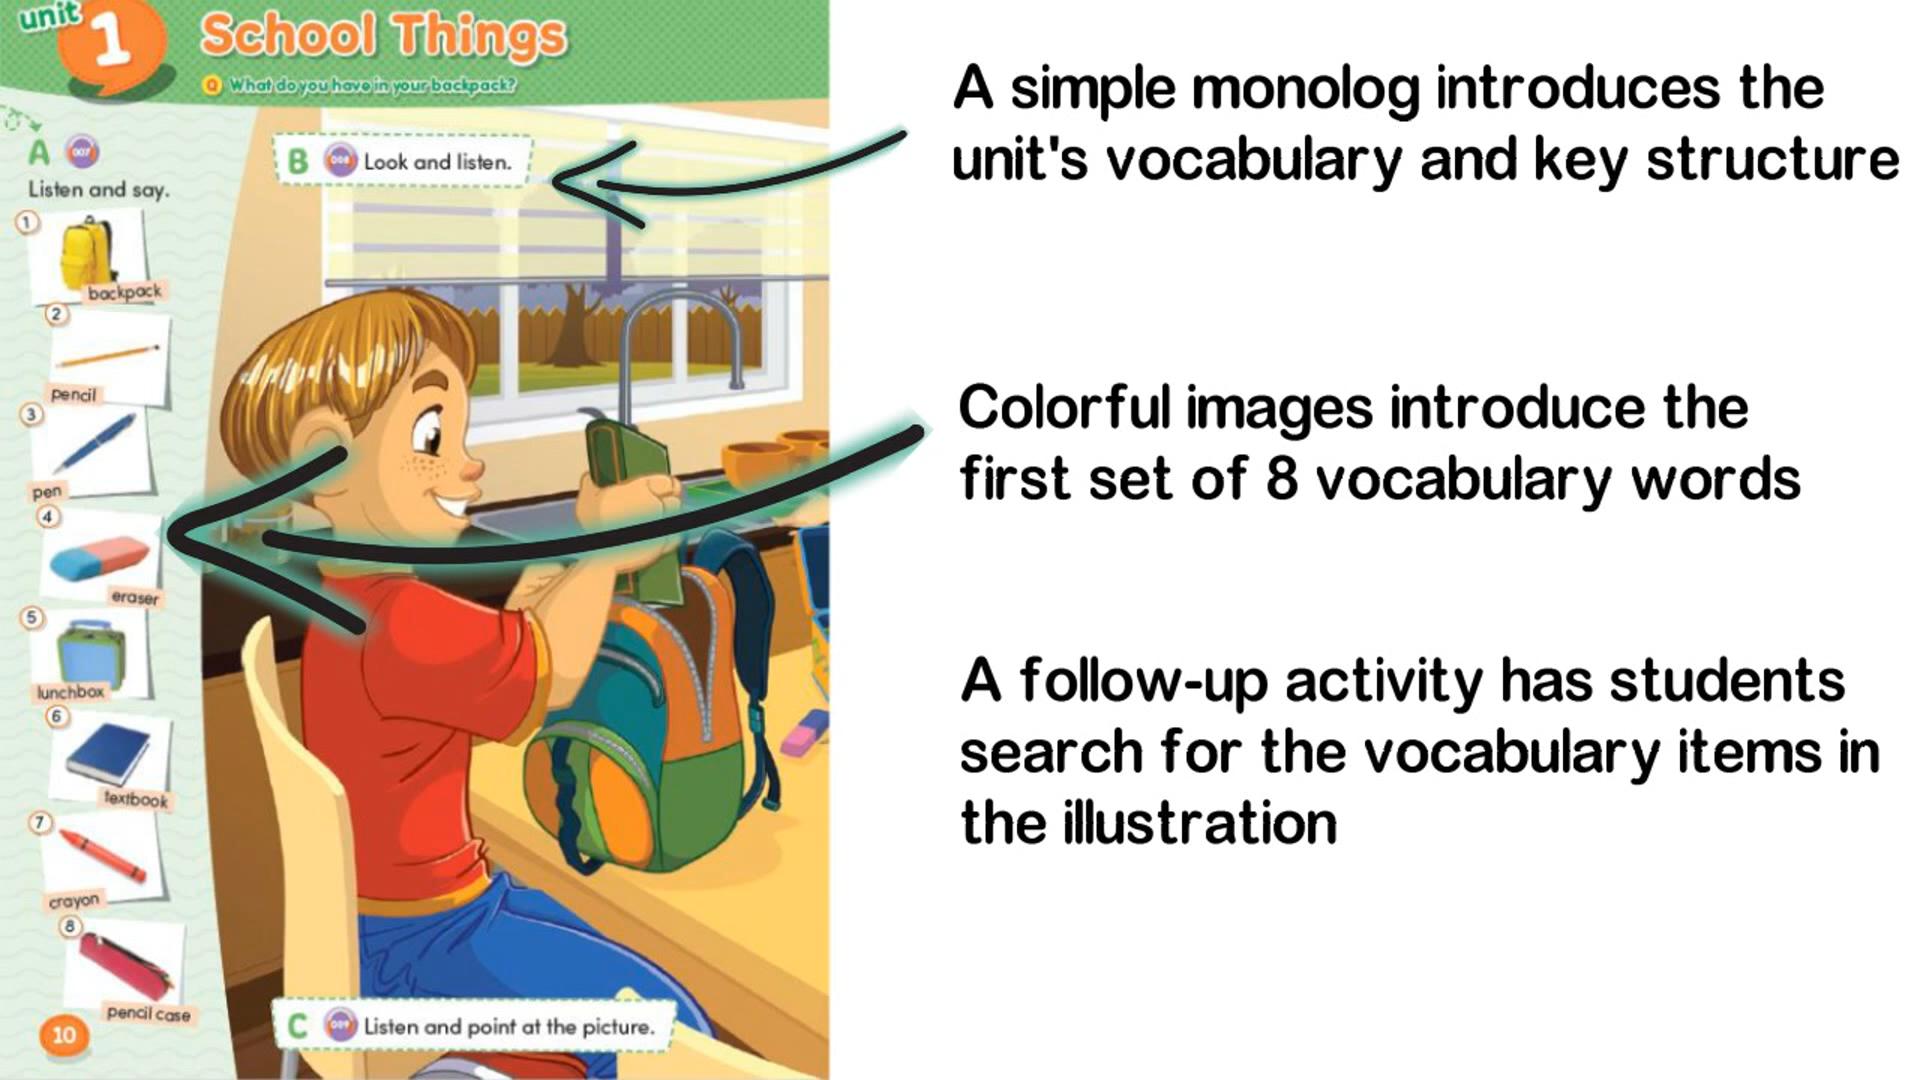 unit
1
School Things
Q What do you have in your backpack?
A 007
Listen and say.
1
backpack
2
pencil
3
pen
4
eraser
5
lunchbox
6
textbook
7
crayon
8
pencil case
10
B 008 Look and listen.
C 009 Listen and point at the picture.
A simple monolog introduces the
unit's vocabulary and key structure
Colorful images introduce the
first set of 8 vocabulary words
A follow-up activity has students
search for the vocabulary items in
the illustration